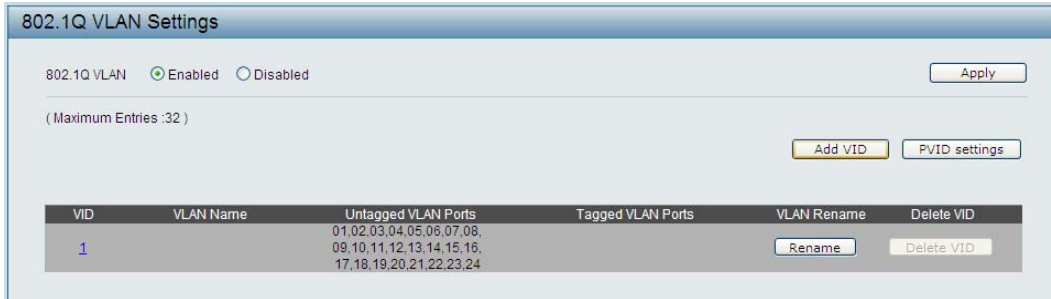 802.1Q VLAN Settings
802.1Q VLAN Enabled Disabled Apply
( Maximum Entries :32 )
Add VID PVID settings
VID VLAN Name Untagged VLAN Ports Tagged VLAN Ports VLAN Rename Delete VID
01,02,03,04,05,06,07,08,
1 09,10,11,12,13,14,15,16, Rename Delete VID
17,18,19,20,21,22,23,24